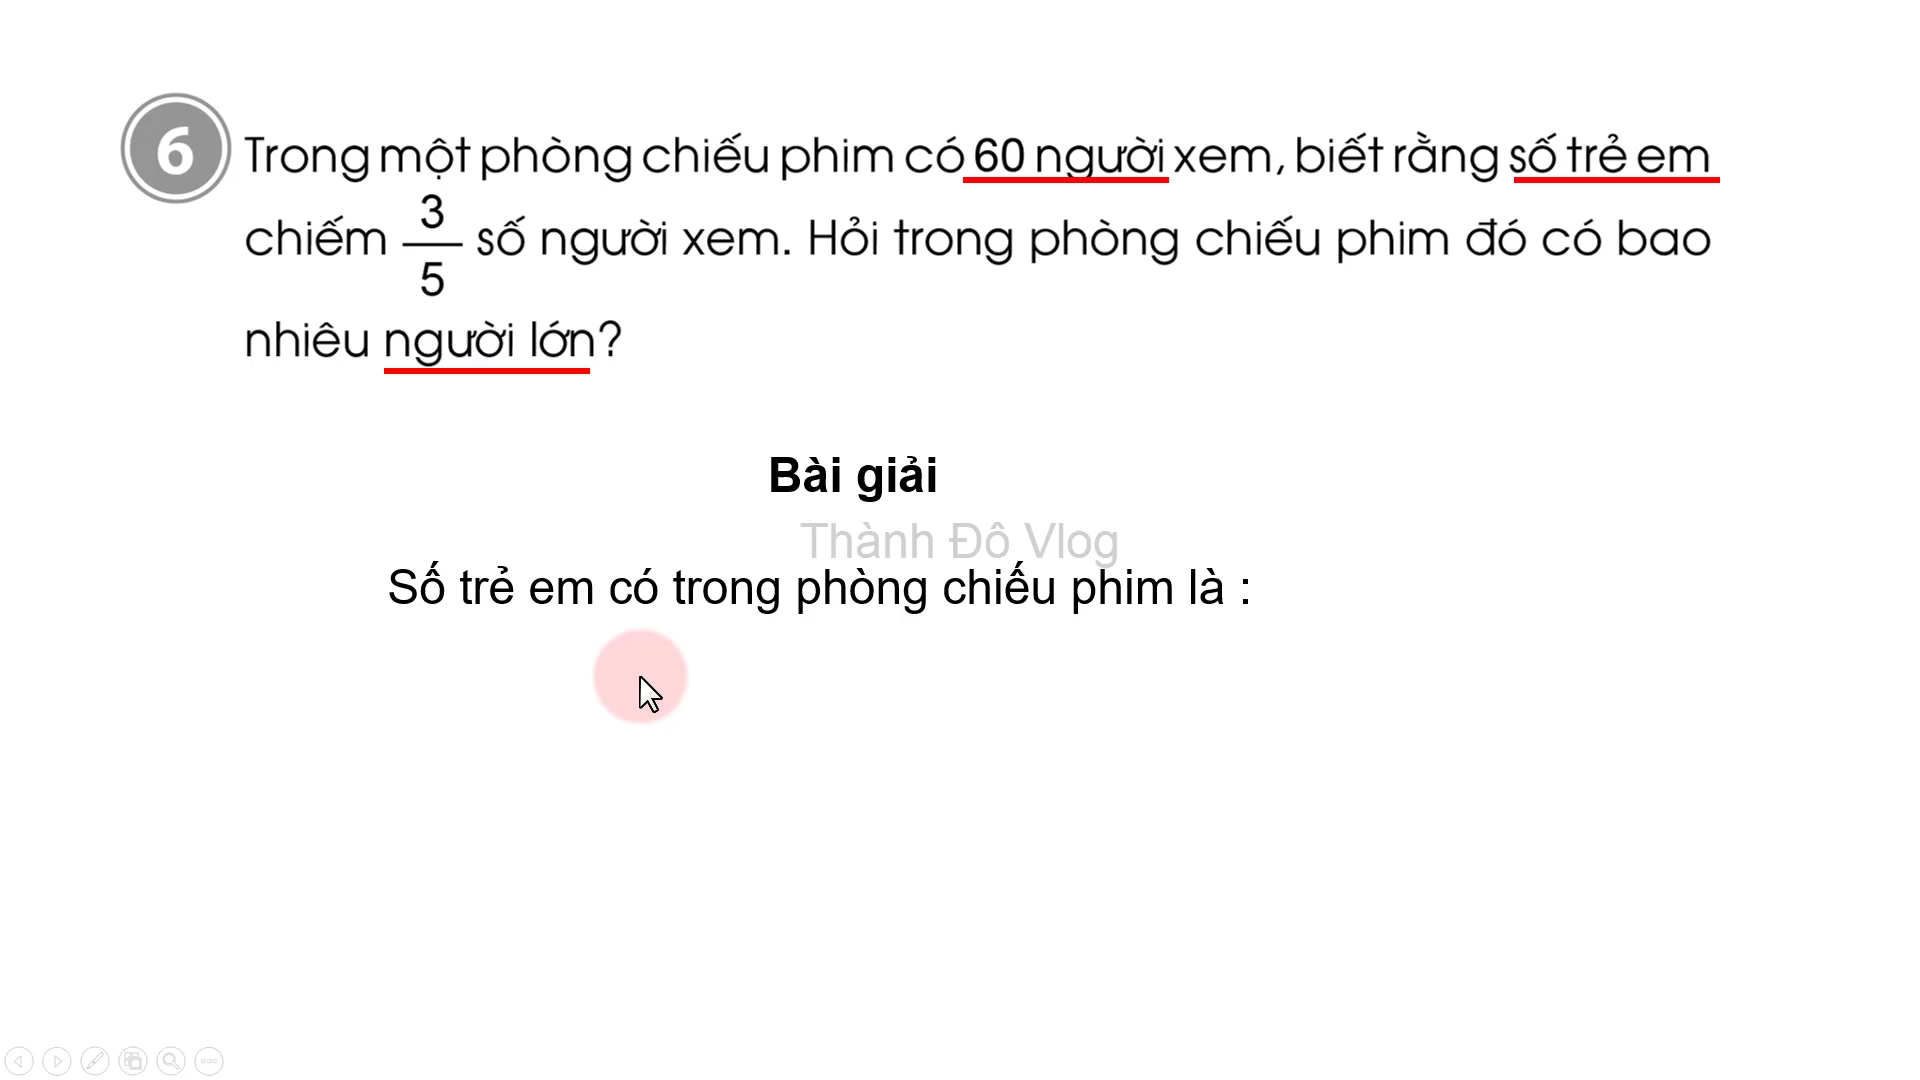 6 Trong một phòng chiếu phim có 60 người xem, biết rằng số trẻ em
chiếm 3/5 số người xem. Hỏi trong phòng chiếu phim đó có bao
nhiêu người lớn?
Bài giải
Thành Đô Vlog
Số trẻ em có trong phòng chiếu phim là :